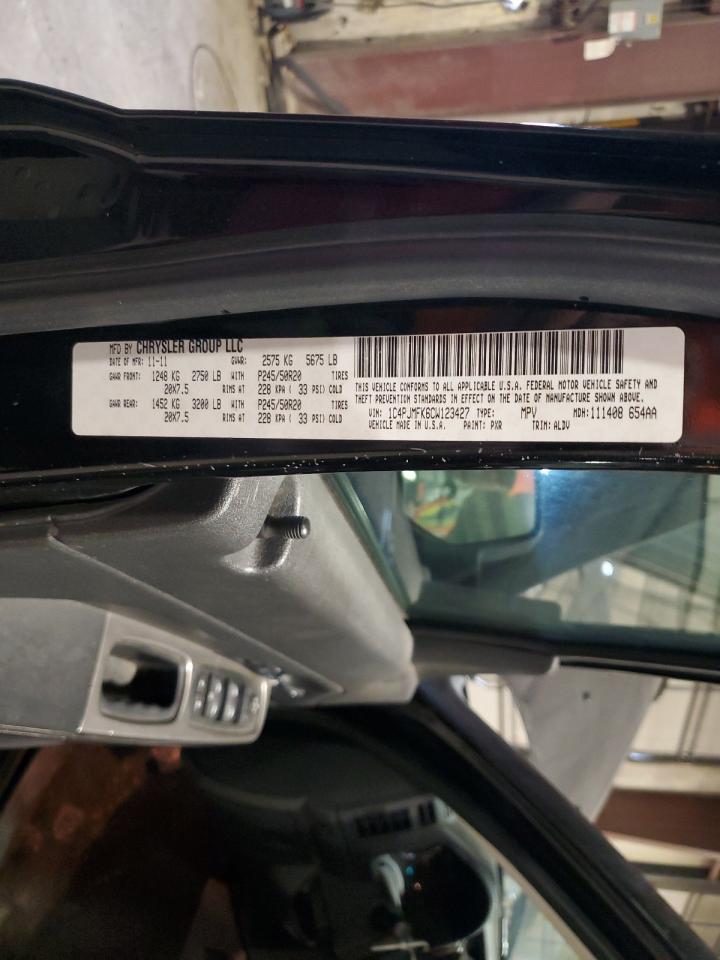 MFD BY CHRYSLER GROUP LLC
DATE OF MFR: 11-11 GVWR: 2575 KG 5675 LB
GAWR FRONT: 1248 KG 2750 LB WITH P245/50R20 TIRES
20X7.5 RIMS AT 228 KPA ( 33 PSI) COLD
GAWR REAR: 1452 KG 3200 LB WITH P245/50R20 TIRES
20X7.5 RIMS AT 228 KPA ( 33 PSI) COLD
THIS VEHICLE CONFORMS TO ALL APPLICABLE U.S.A. FEDERAL MOTOR VEHICLE SAFETY AND
THEFT PREVENTION STANDARDS IN EFFECT ON THE DATE OF MANUFACTURE SHOWN ABOVE.
VIN: 1C4PJMFK6CW123427 TYPE: MPV MDH: 111408 654AA
VEHICLE MADE IN U.S.A. PAINT: PXR TRIM: ALDV